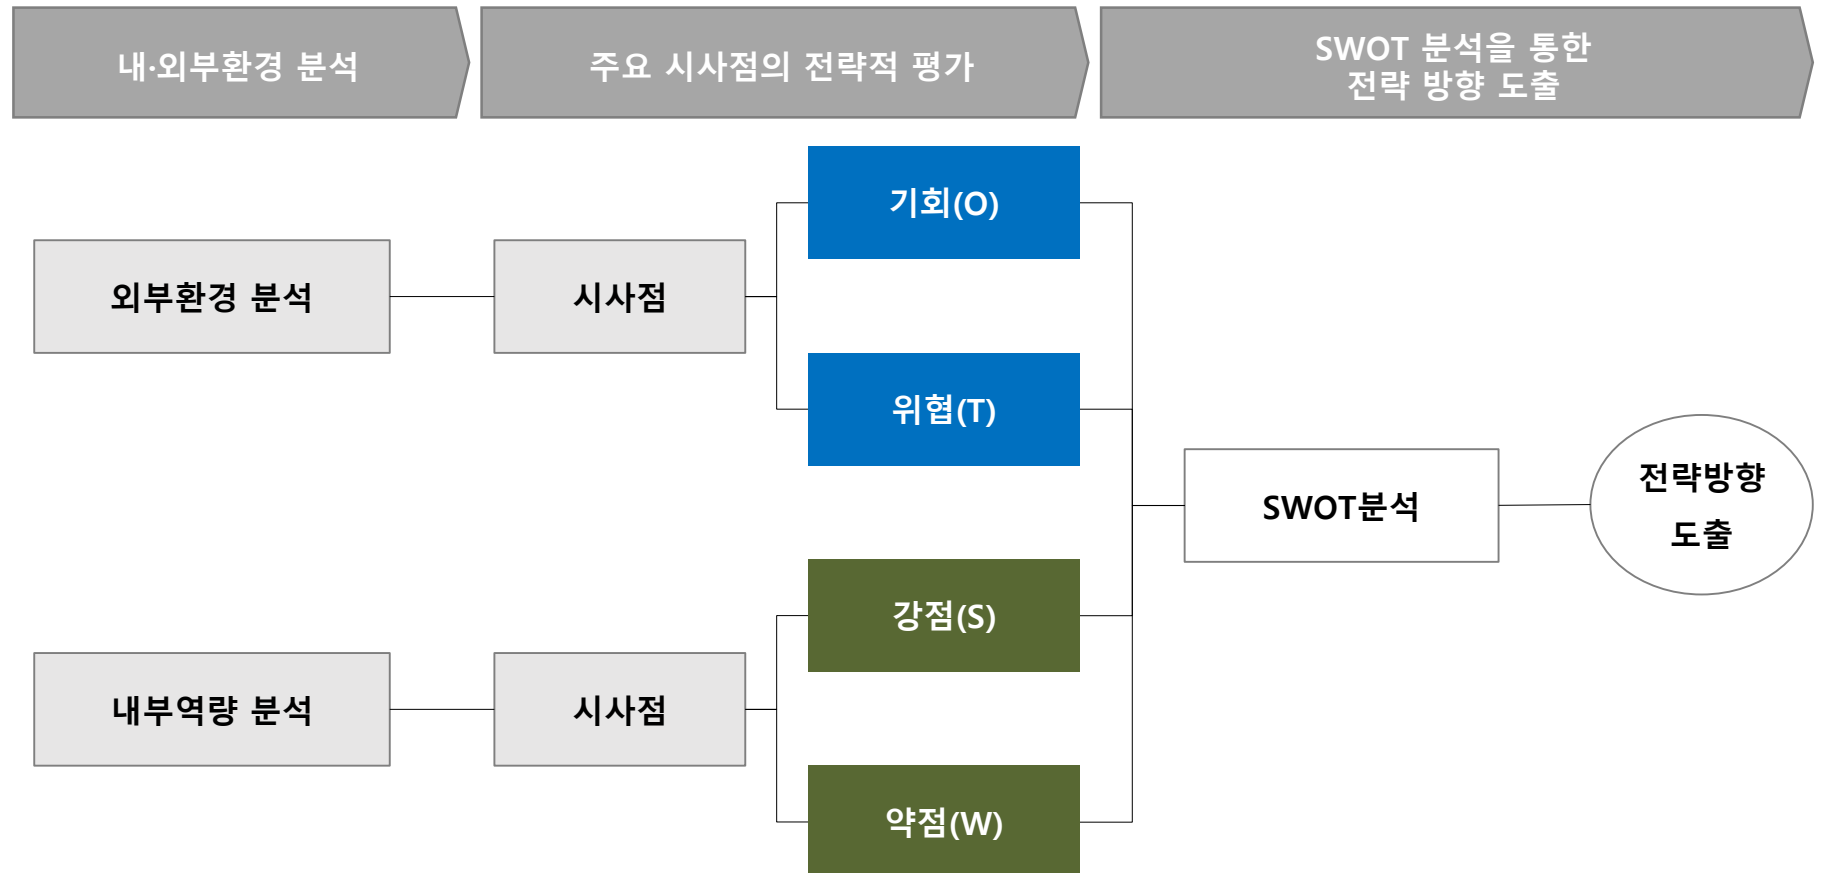 내·외부환경 분석
주요 시사점의 전략적 평가
SWOT 분석을 통한
전략 방향 도출
기회(O)
외부환경 분석
시사점
위협(T)
SWOT분석
전략방향
도출
강점(S)
내부역량 분석
시사점
약점(W)